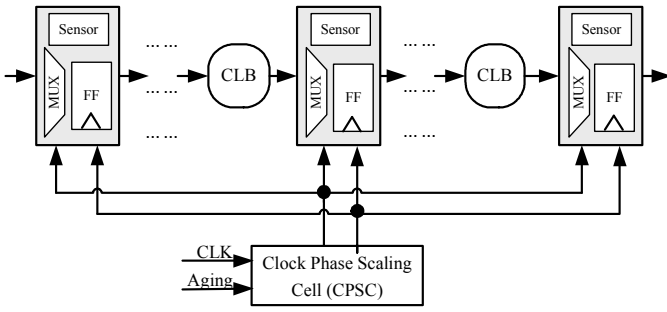 Sensor
MUX
FF
... ...
... ...
... ...
CLB
Sensor
MUX
FF
... ...
... ...
... ...
CLB
Sensor
MUX
FF
CLK
Aging
Clock Phase Scaling
Cell (CPSC)